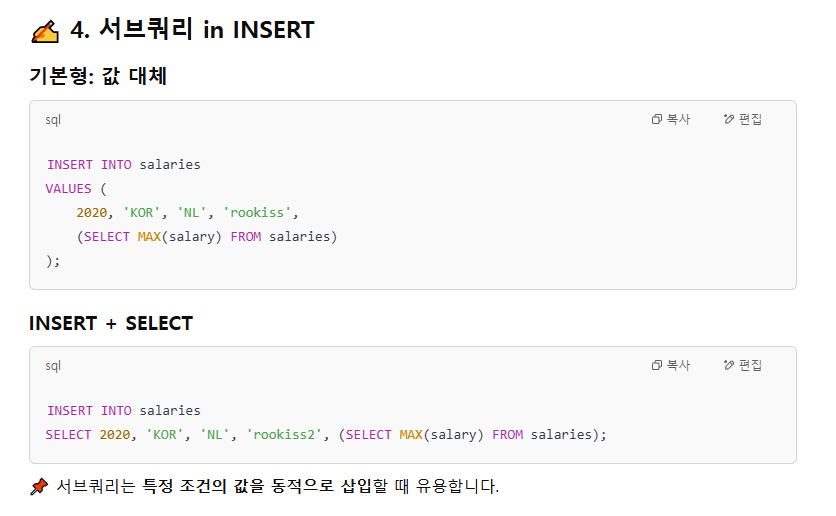 ✍️ 4. 서브쿼리 in INSERT
기본형: 값 대체
sql 복사 편집
INSERT INTO salaries
VALUES (
    2020, 'KOR', 'NL', 'rookiss',
    (SELECT MAX(salary) FROM salaries)
);
INSERT + SELECT
sql 복사 편집
INSERT INTO salaries
SELECT 2020, 'KOR', 'NL', 'rookiss2', (SELECT MAX(salary) FROM salaries);
📌 서브쿼리는 특정 조건의 값을 동적으로 삽입할 때 유용합니다.